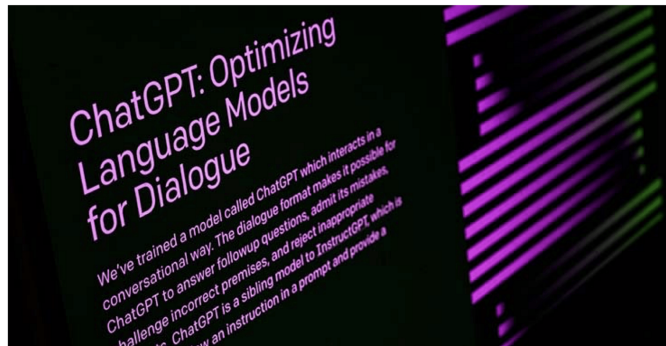 ChatGPT: Optimizing
Language Models
for Dialogue
We've trained a model called ChatGPT which interacts in a
conversational way. The dialogue format makes it possible for
ChatGPT to answer followup questions, admit its mistakes,
challenge incorrect premises, and reject inappropriate
ChatGPT is a sibling model to InstructGPT, which is
an instruction in a prompt and provide a